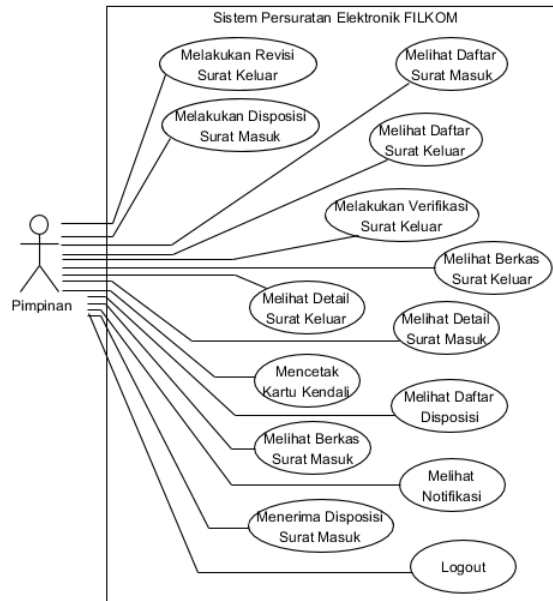 Sistem Persuratan Elektronik FILKOM
Melakukan Revisi
Surat Keluar
Melihat Daftar
Surat Masuk
Melakukan Disposisi
Surat Masuk
Melihat Daftar
Surat Keluar
Melakukan Verifikasi
Surat Keluar
Melihat Berkas
Surat Keluar
Pimpinan
Melihat Detail
Surat Keluar
Melihat Detail
Surat Masuk
Mencetak
Kartu Kendali
Melihat Daftar
Disposisi
Melihat Berkas
Surat Masuk
Melihat
Notifikasi
Menerima Disposisi
Surat Masuk
Logout